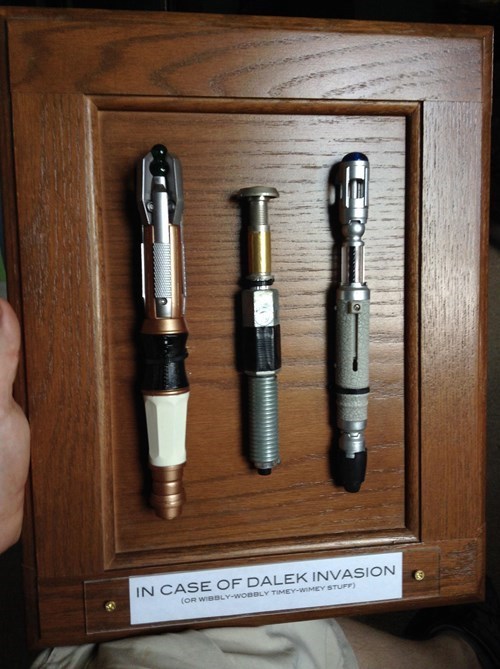 IN CASE OF DALEK INVASION
(OR WIBBLY-WOBBLY TIMEY-WIMEY STUFF)